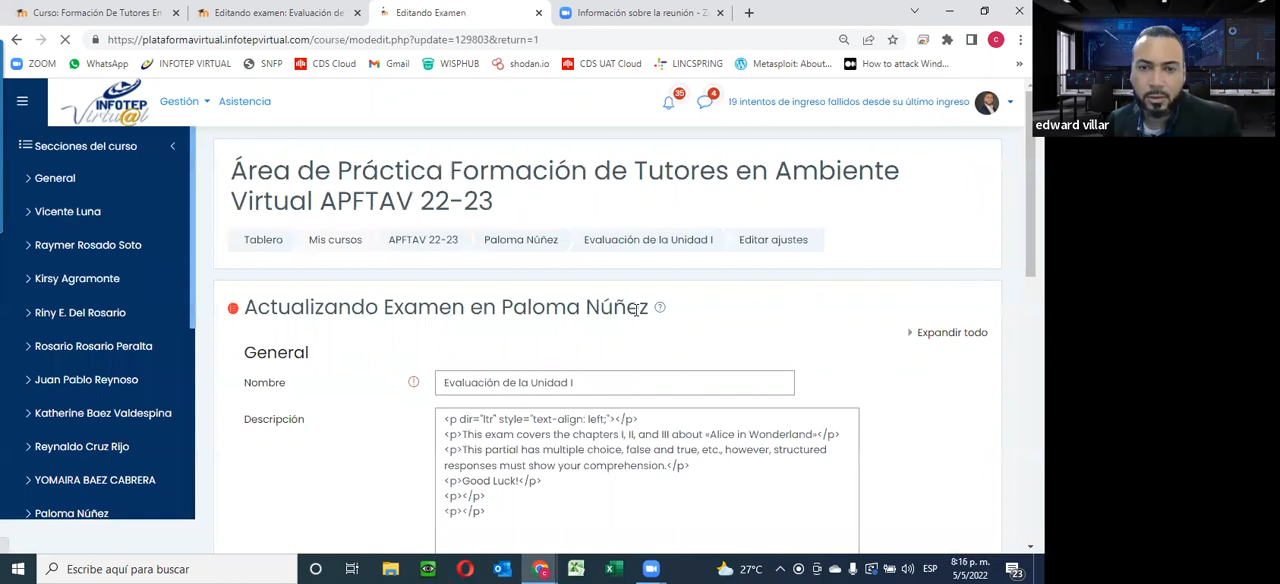 Curso: Formación De Tutores En
Editando examen: Evaluación de
Editando Examen
Información sobre la reunión - Z
https://plataformavirtual.infotepvirtual.com/course/modedit.php?update=129803&return=1
ZOOM
WhatsApp
INFOTEP VIRTUAL
SNFP
CDS Cloud
Gmail
WISPHUB
shodan.io
CDS UAT Cloud
LINCSPRING
Metasploit: About...
How to attack Wind...
»
edward villar
INFOTEP
Virtu@l
Gestión
Asistencia
35
4
19 intentos de ingreso fallidos desde su último ingreso
Secciones del curso
General
Vicente Luna
Raymer Rosado Soto
Kirsy Agramonte
Riny E. Del Rosario
Rosario Rosario Peralta
Juan Pablo Reynoso
Katherine Baez Valdespina
Reynaldo Cruz Rijo
YOMAIRA BAEZ CABRERA
Paloma Núñez
Área de Práctica Formación de Tutores en Ambiente
Virtual APFTAV 22-23
Tablero
Mis cursos
APFTAV 22-23
Paloma Núñez
Evaluación de la Unidad I
Editar ajustes
Actualizando Examen en Paloma Núñez
Expandir todo
General
Nombre
Evaluación de la Unidad I
Descripción
<p dir="ltr" style="text-align: left;"></p>
<p>This exam covers the chapters I, II, and III about «Alice in Wonderland»</p>
<p>This partial has multiple choice, false and true, etc., however, structured
responses must show your comprehension.</p>
<p>Good Luck!</p>
<p></p>
<p></p>
Escribe aquí para buscar
27°C
ESP
8:16 p. m.
5/5/2022
23